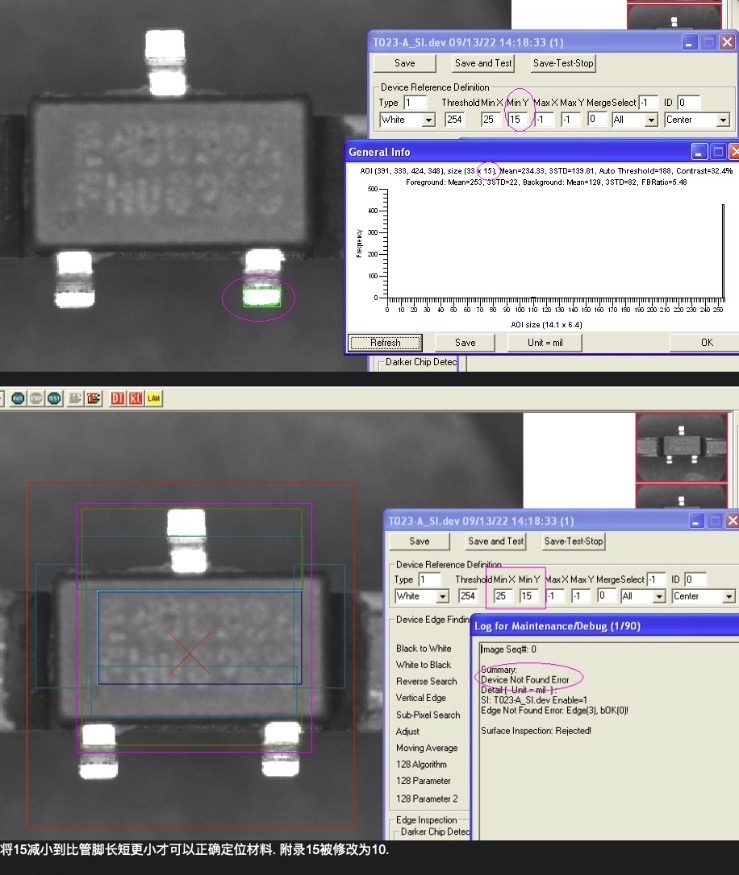 T023-A_SI.dev 09/13/22 14:18:33 (1)
Save Save and Test Save-Test-Stop
Device Reference Definition
Type 1 Threshold Min X Min Y Max X Max Y Merge Select -1 ID 0
White 254 25 15 -1 -1 0 All Center
General Info
AOI (391, 333, 424, 348), size (33 x 15), Mean=234.33, 3STD=139.81, Auto Threshold=188, Contrast=32.4%
Foreground: Mean=253, 3STD=22, Background: Mean=129, 3STD=82, FBRatio=5.48
500
400
300
200
100
0
Frequency
0 10 20 30 40 50 60 70 80 90 100 110 120 130 140 150 160 170 180 190 200 210 220 230 240 250
AOI size (14.1 x 6.4)
Refresh Save Unit = mil OK
Darker Chip Detec
RUN STOP TEST DI RC LAW
T023-A_SI.dev 09/13/22 14:18:33 (1)
Save Save and Test Save-Test-Stop
Device Reference Definition
Type 1 Threshold Min X Min Y Max X Max Y Merge Select -1 ID 0
White 254 25 15 -1 -1 0 All Center
Device Edge Findin
Log for Maintenance/Debug (1/90)
Black to White
White to Black
Reverse Search
Vertical Edge
Sub-Pixel Search
Adjust
Moving Average
128 Algorithm
128 Parameter
128 Parameter 2
Edge Inspection
Darker Chip Detec
Image Seq#: 0
Summary:
Device Not Found Error
Detail ( Unit = mil ) :
SI: T023-A_SI.dev Enable=1
Edge Not Found Error: Edge(3), bOK(0)!
Surface Inspection: Rejected!
将15减小到比管脚长短更小才可以正确定位材料. 附录15被修改为10.